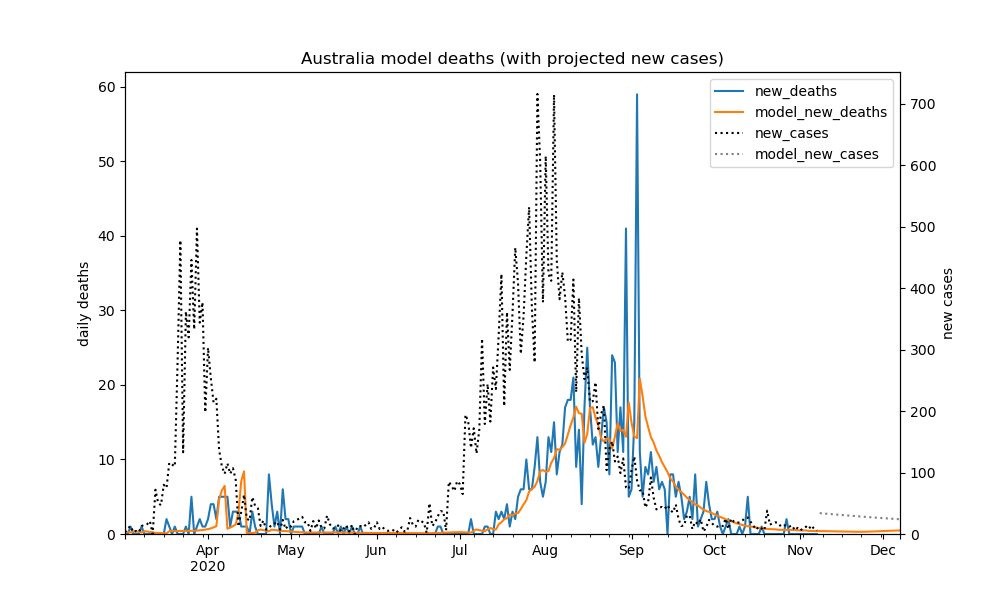 Australia model deaths (with projected new cases)
new_deaths
model_new_deaths
new_cases
model_new_cases
daily deaths
new cases
60
50
40
30
20
10
0
700
600
500
400
300
200
100
0
Apr May Jun Jul Aug Sep Oct Nov Dec
2020